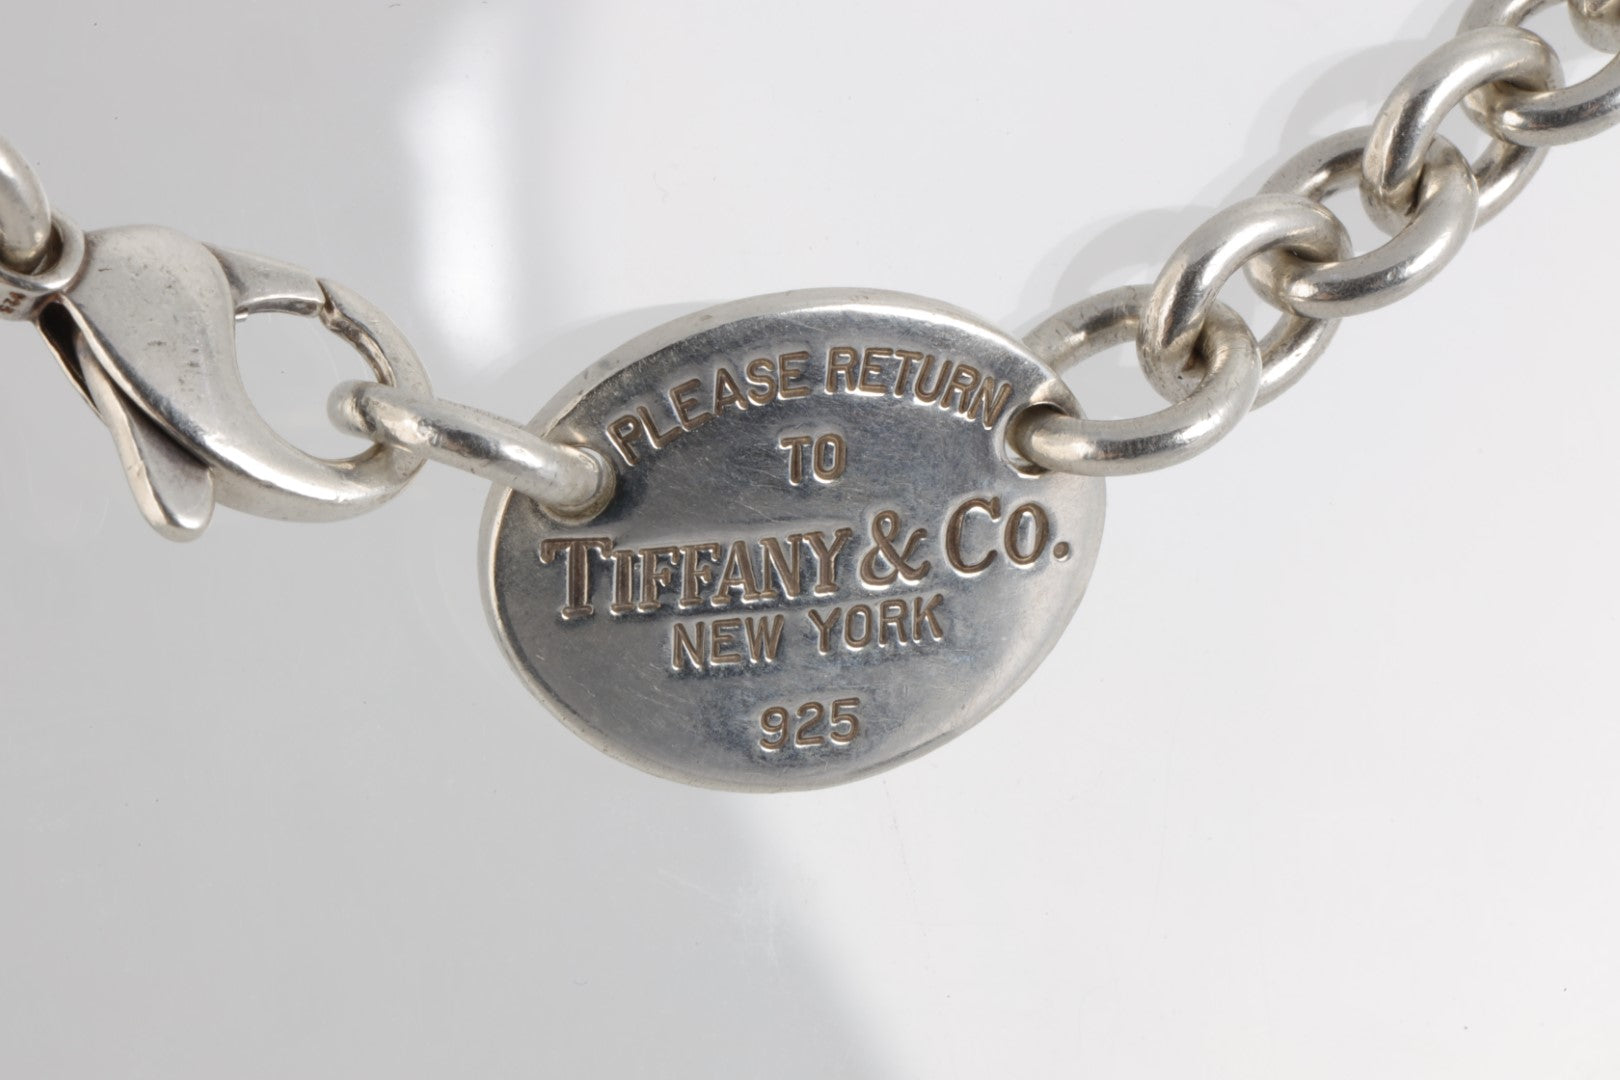 PLEASE RETURN
TO
TIFFANY & CO.
NEW YORK
925